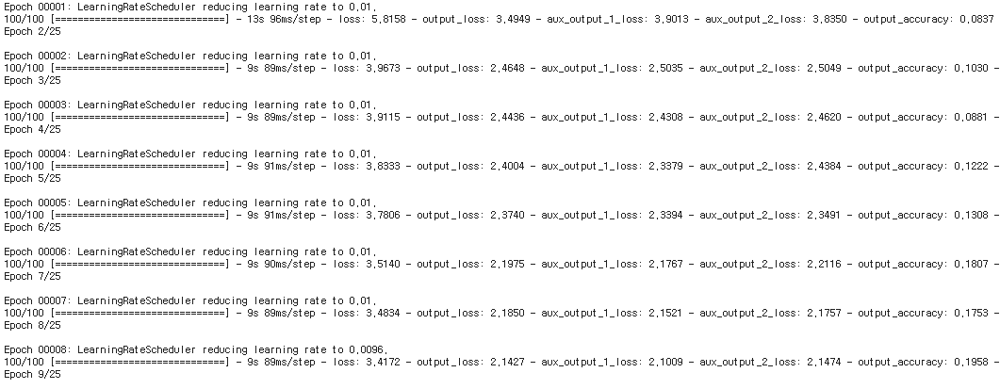 Epoch 00001: LearningRateScheduler reducing learning rate to 0.01.
100/100 [==============================] - 13s 96ms/step - loss: 5.8158 - output_loss: 3.4949 - aux_output_1_loss: 3.9013 - aux_output_2_loss: 3.8350 - output_accuracy: 0.0837
Epoch 2/25

Epoch 00002: LearningRateScheduler reducing learning rate to 0.01.
100/100 [==============================] - 9s 89ms/step - loss: 3.9673 - output_loss: 2.4648 - aux_output_1_loss: 2.5035 - aux_output_2_loss: 2.5049 - output_accuracy: 0.1030 -
Epoch 3/25

Epoch 00003: LearningRateScheduler reducing learning rate to 0.01.
100/100 [==============================] - 9s 89ms/step - loss: 3.9115 - output_loss: 2.4436 - aux_output_1_loss: 2.4308 - aux_output_2_loss: 2.4620 - output_accuracy: 0.0881 -
Epoch 4/25

Epoch 00004: LearningRateScheduler reducing learning rate to 0.01.
100/100 [==============================] - 9s 91ms/step - loss: 3.8333 - output_loss: 2.4004 - aux_output_1_loss: 2.3379 - aux_output_2_loss: 2.4384 - output_accuracy: 0.1222 -
Epoch 5/25

Epoch 00005: LearningRateScheduler reducing learning rate to 0.01.
100/100 [==============================] - 9s 91ms/step - loss: 3.7806 - output_loss: 2.3740 - aux_output_1_loss: 2.3394 - aux_output_2_loss: 2.3491 - output_accuracy: 0.1308 -
Epoch 6/25

Epoch 00006: LearningRateScheduler reducing learning rate to 0.01.
100/100 [==============================] - 9s 90ms/step - loss: 3.5140 - output_loss: 2.1975 - aux_output_1_loss: 2.1767 - aux_output_2_loss: 2.2116 - output_accuracy: 0.1807 -
Epoch 7/25

Epoch 00007: LearningRateScheduler reducing learning rate to 0.01.
100/100 [==============================] - 9s 89ms/step - loss: 3.4834 - output_loss: 2.1850 - aux_output_1_loss: 2.1521 - aux_output_2_loss: 2.1757 - output_accuracy: 0.1753 -
Epoch 8/25

Epoch 00008: LearningRateScheduler reducing learning rate to 0.0096.
100/100 [==============================] - 9s 89ms/step - loss: 3.4172 - output_loss: 2.1427 - aux_output_1_loss: 2.1009 - aux_output_2_loss: 2.1474 - output_accuracy: 0.1958 -
Epoch 9/25